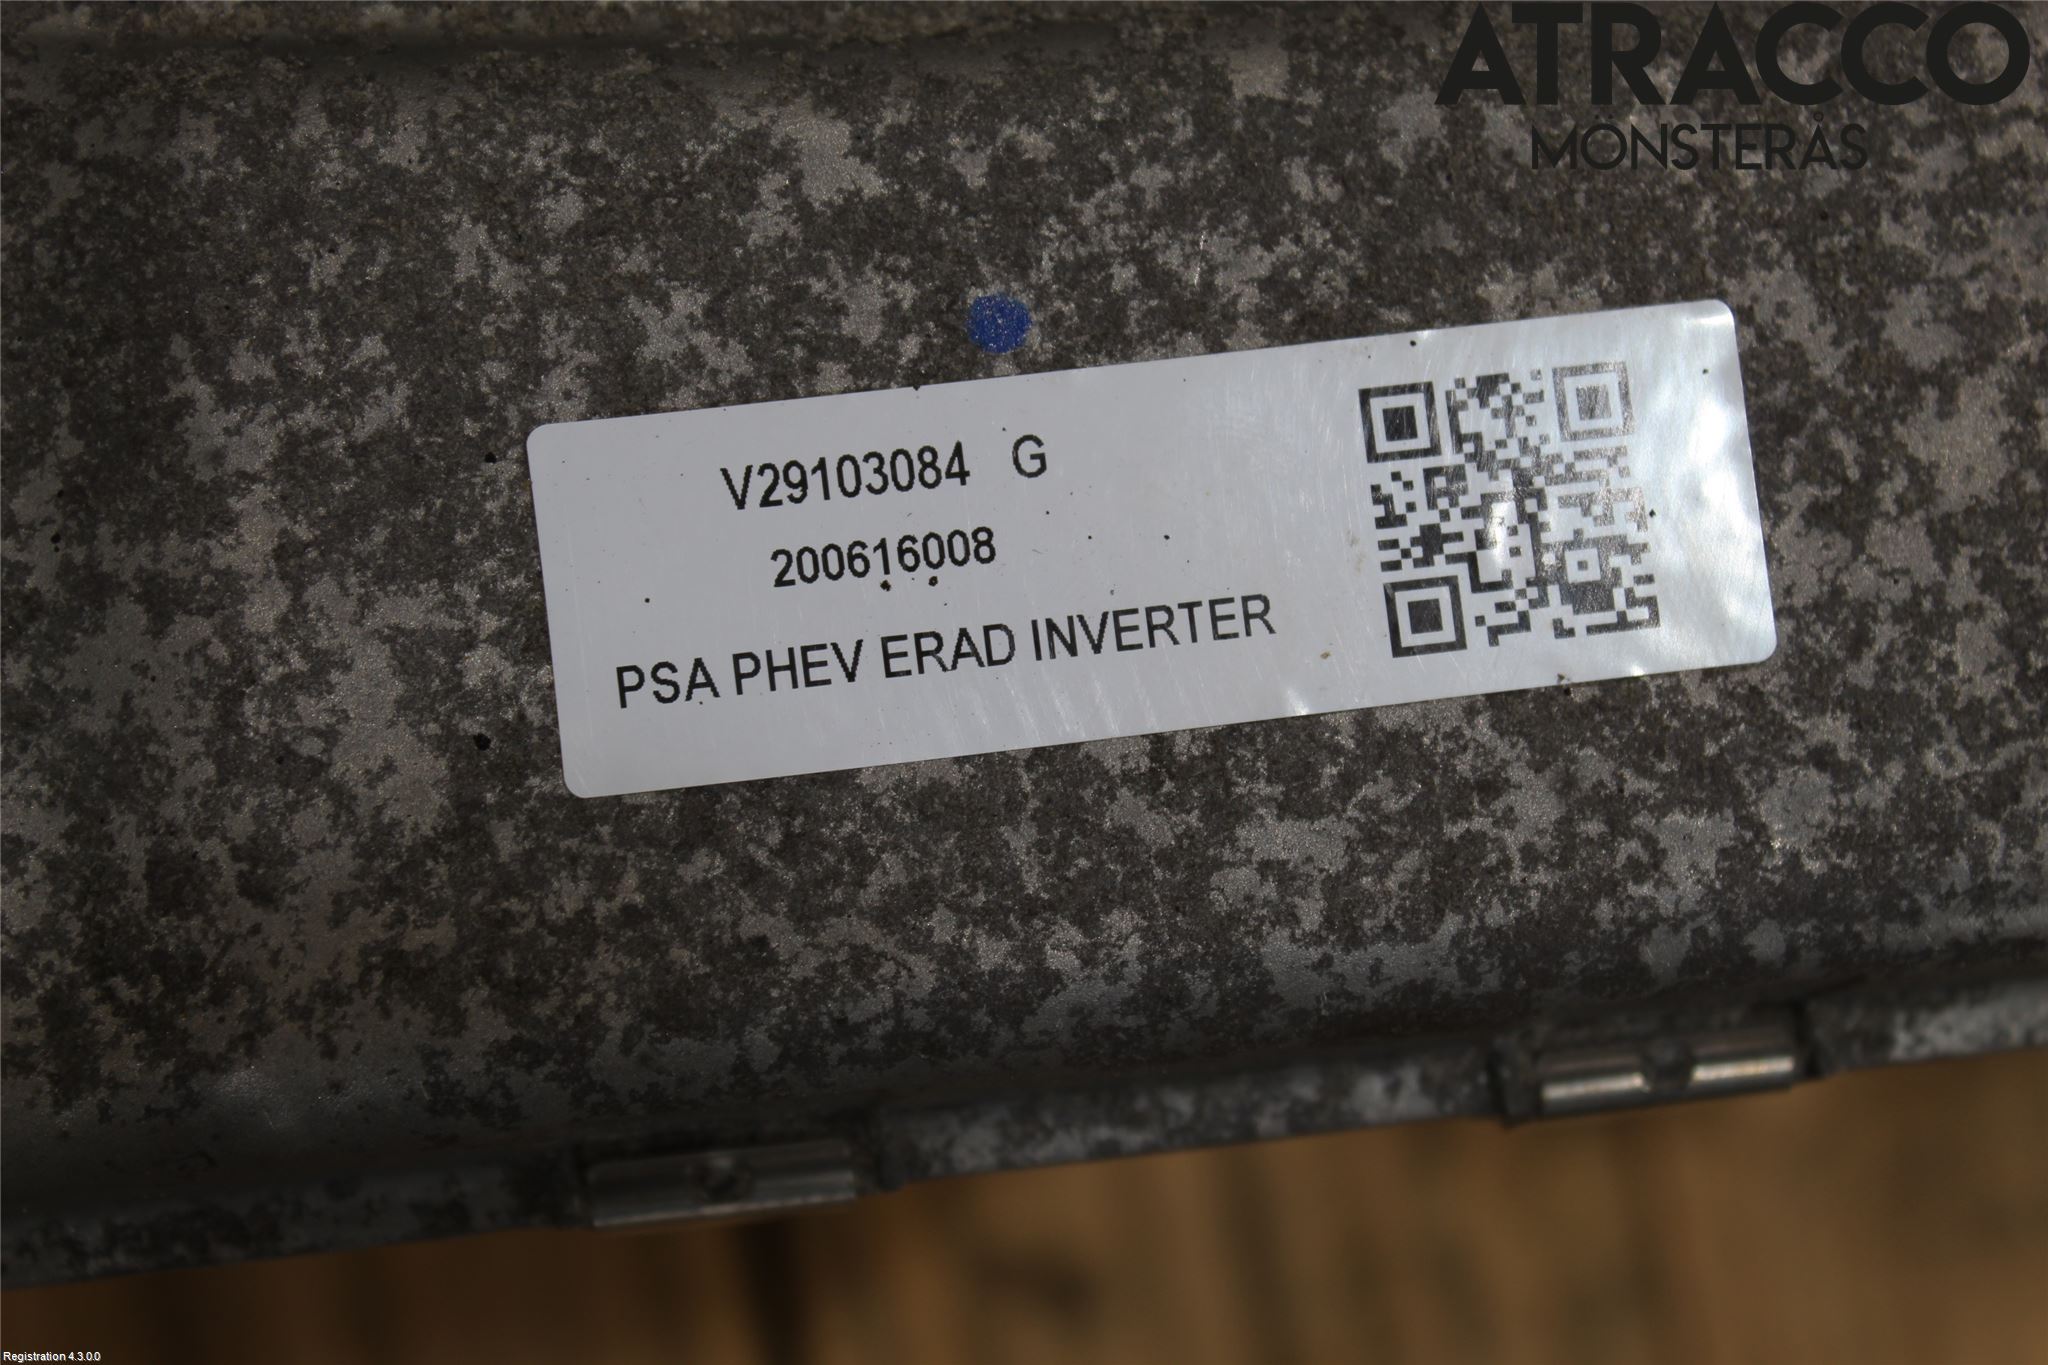 ATRACCO
MÖNSTERÅS
V29103084 G
200616008
PSA PHEV ERAD INVERTER
Registration 4.3.0.0